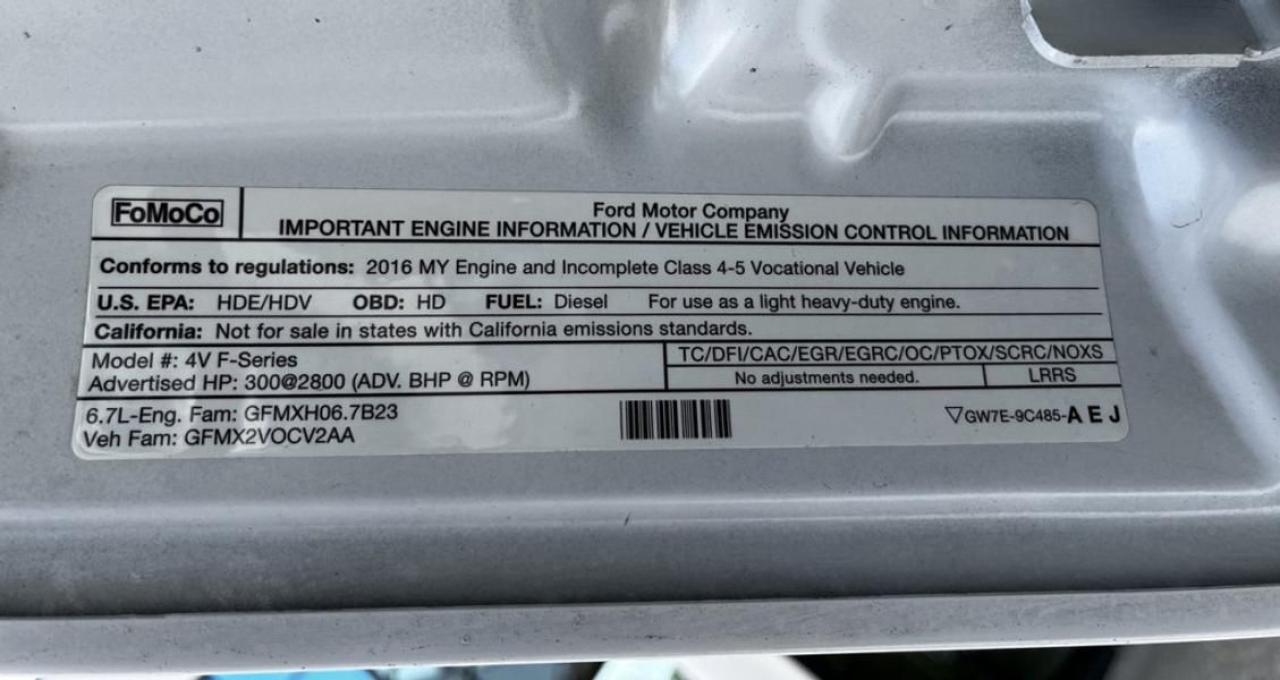 FoMoCo
Ford Motor Company
IMPORTANT ENGINE INFORMATION / VEHICLE EMISSION CONTROL INFORMATION
Conforms to regulations: 2016 MY Engine and Incomplete Class 4-5 Vocational Vehicle
U.S. EPA: HDE/HDV OBD: HD FUEL: Diesel For use as a light heavy-duty engine.
California: Not for sale in states with California emissions standards.
Model #: 4V F-Series
Advertised HP: 300@2800 (ADV. BHP @ RPM)
TC/DFI/CAC/EGR/EGRC/OC/PTOX/SCRC/NOXS
No adjustments needed. LRRS
6.7L-Eng. Fam: GFMXH06.7B23
Veh Fam: GFMX2VOCV2AA
▽GW7E-9C485-A E J